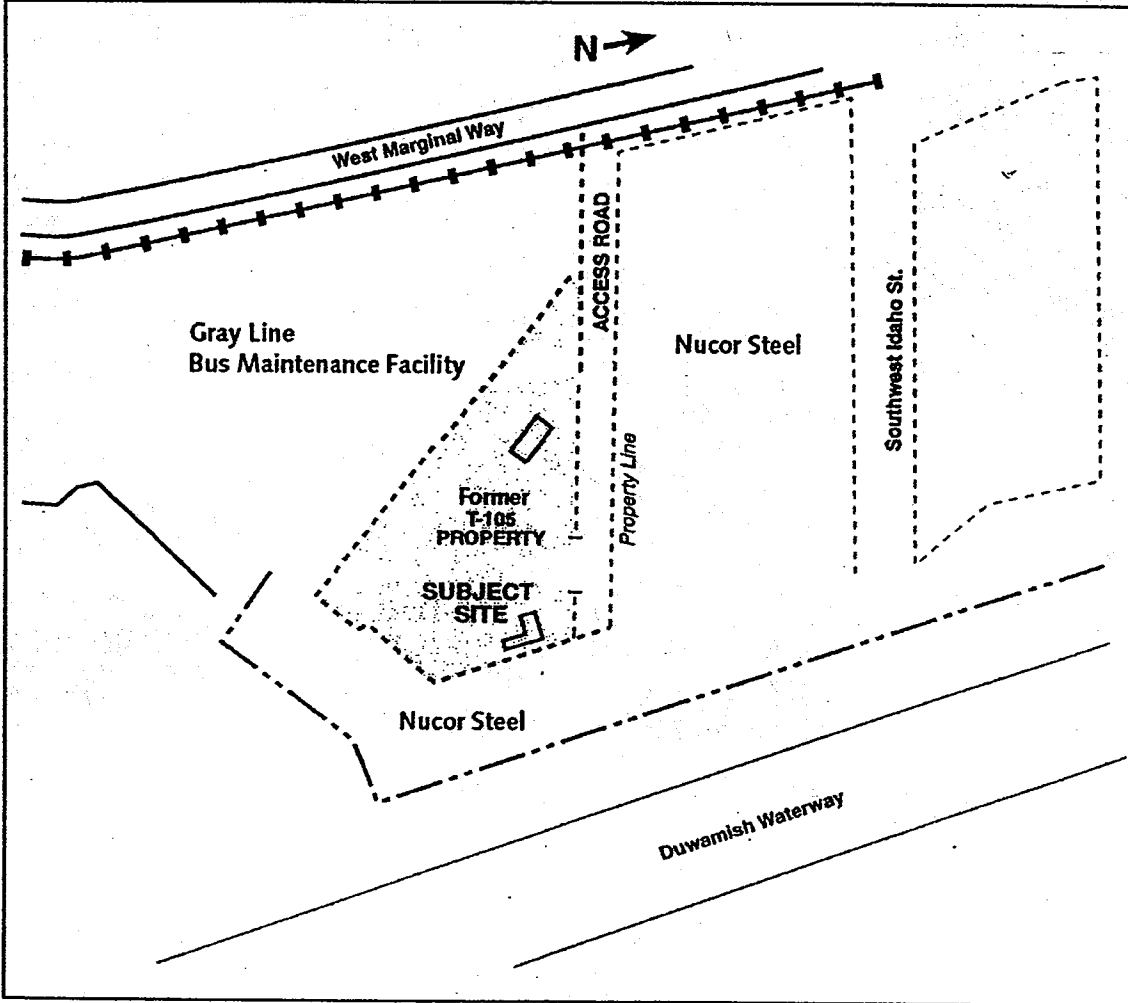 N
West Marginal Way
ACCESS ROAD
Gray Line
Bus Maintenance Facility
Nucor Steel
Southwest Idaho St.
Property Line
Former
T-105
PROPERTY
SUBJECT
SITE
Nucor Steel
Duwamish Waterway